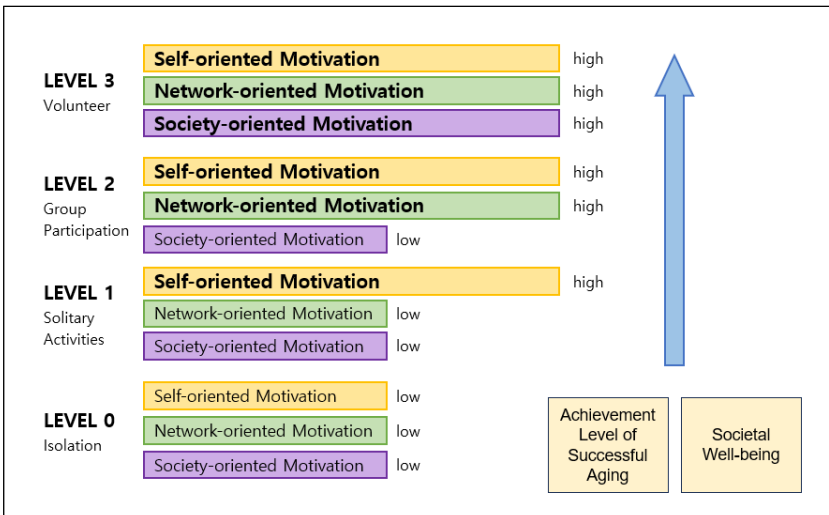 LEVEL 3
Volunteer
Self-oriented Motivation high
Network-oriented Motivation high
Society-oriented Motivation high
LEVEL 2
Group
Participation
Self-oriented Motivation high
Network-oriented Motivation high
Society-oriented Motivation low
LEVEL 1
Solitary
Activities
Self-oriented Motivation high
Network-oriented Motivation low
Society-oriented Motivation low
LEVEL 0
Isolation
Self-oriented Motivation low
Network-oriented Motivation low
Society-oriented Motivation low
Achievement
Level of
Successful
Aging
Societal
Well-being